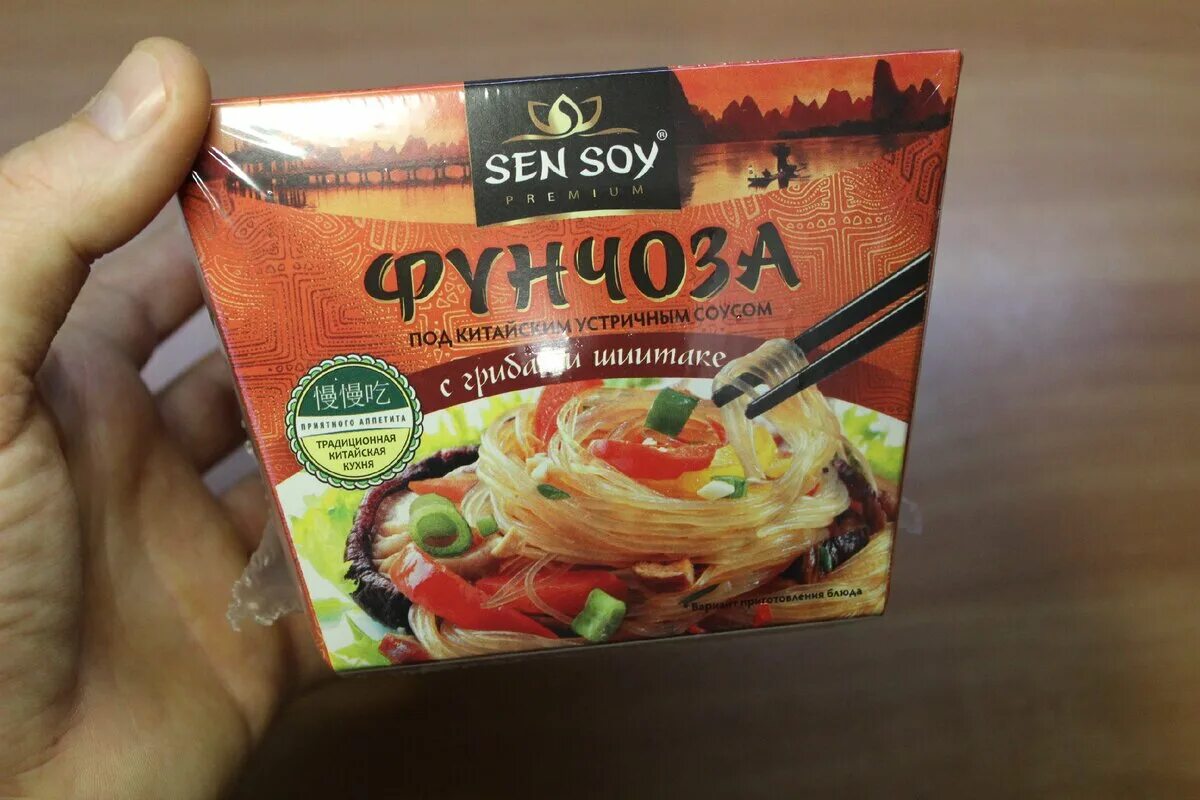 SEN SOY®
PREMIUM
ФУНЧОЗА
ПОД КИТАЙСКИМ УСТРИЧНЫМ СОУСОМ
с грибами шиитаке
慢慢吃
ПРИЯТНОГО АППЕТИТА
ТРАДИЦИОННАЯ
КИТАЙСКАЯ
КУХНЯ
* Вариант приготовления блюда